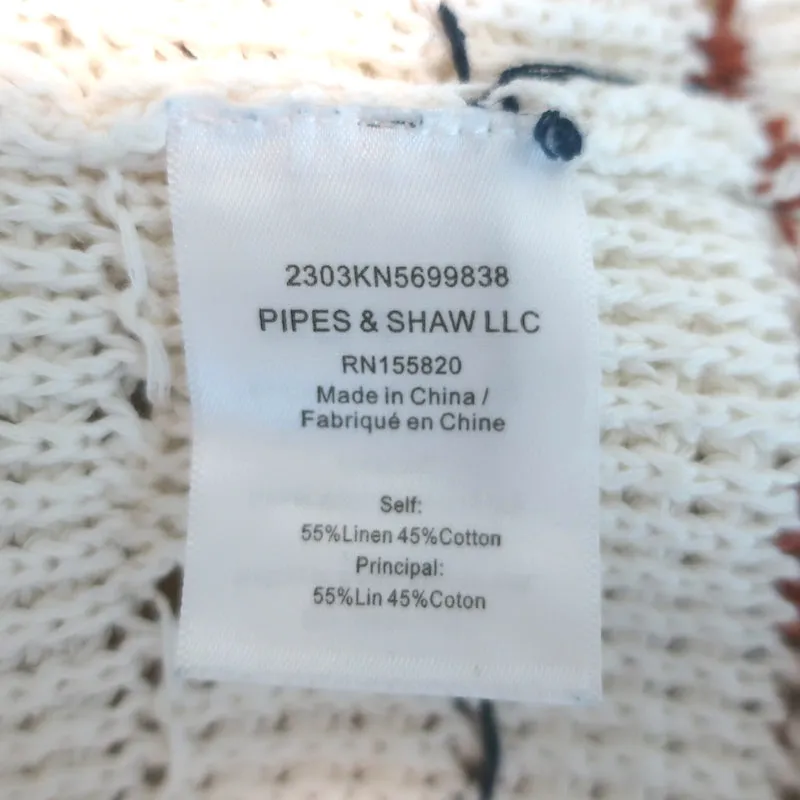 2303KN5699838
PIPES & SHAW LLC
RN155820
Made in China /
Fabriqué en Chine
Self:
55%Linen 45%Cotton
Principal:
55%Lin 45%Coton